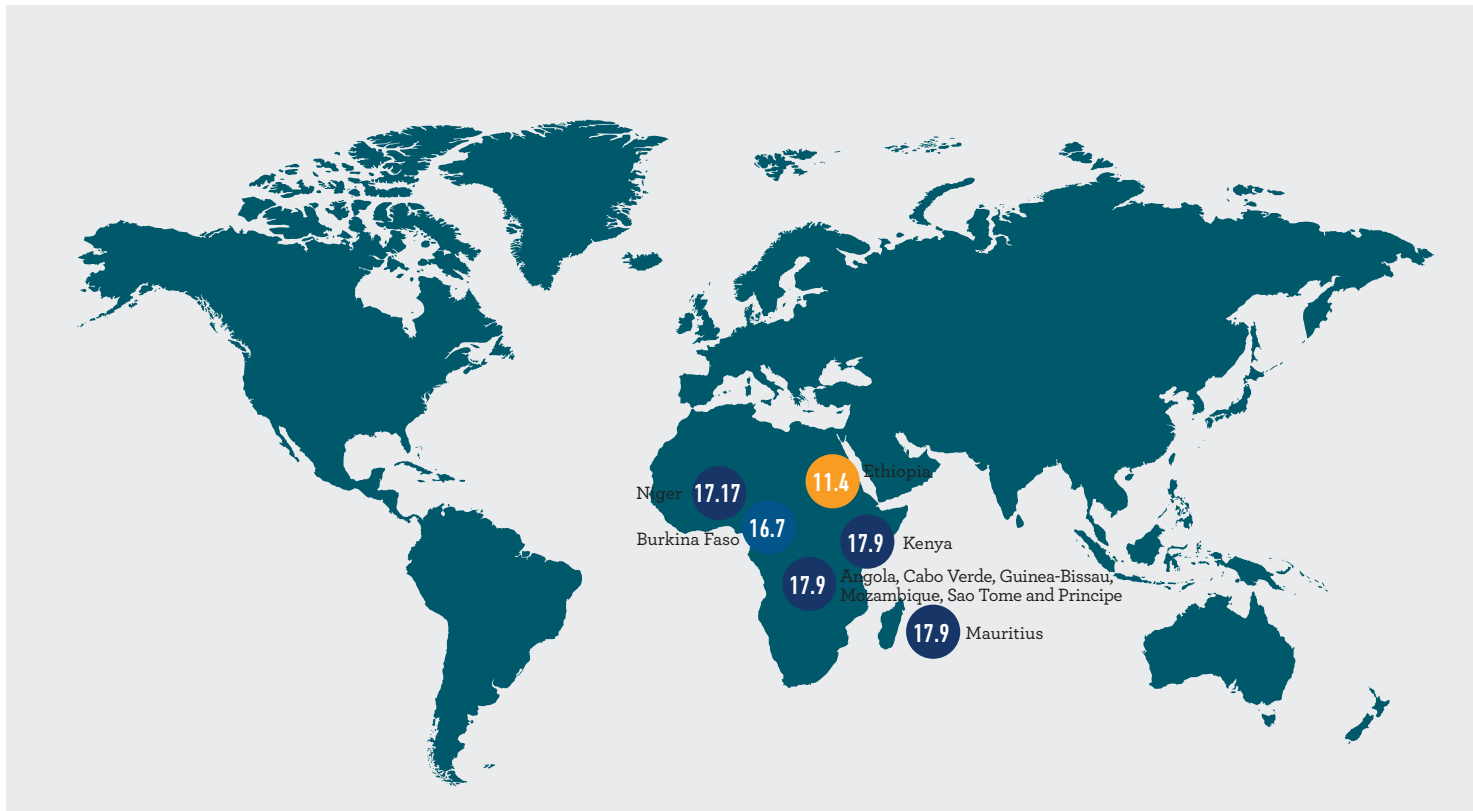 11.4 Ethiopia
Niger 17.17
Burkina Faso 16.7
17.9 Kenya
17.9 Angola, Cabo Verde, Guinea-Bissau,
Mozambique, Sao Tome and Principe
17.9 Mauritius